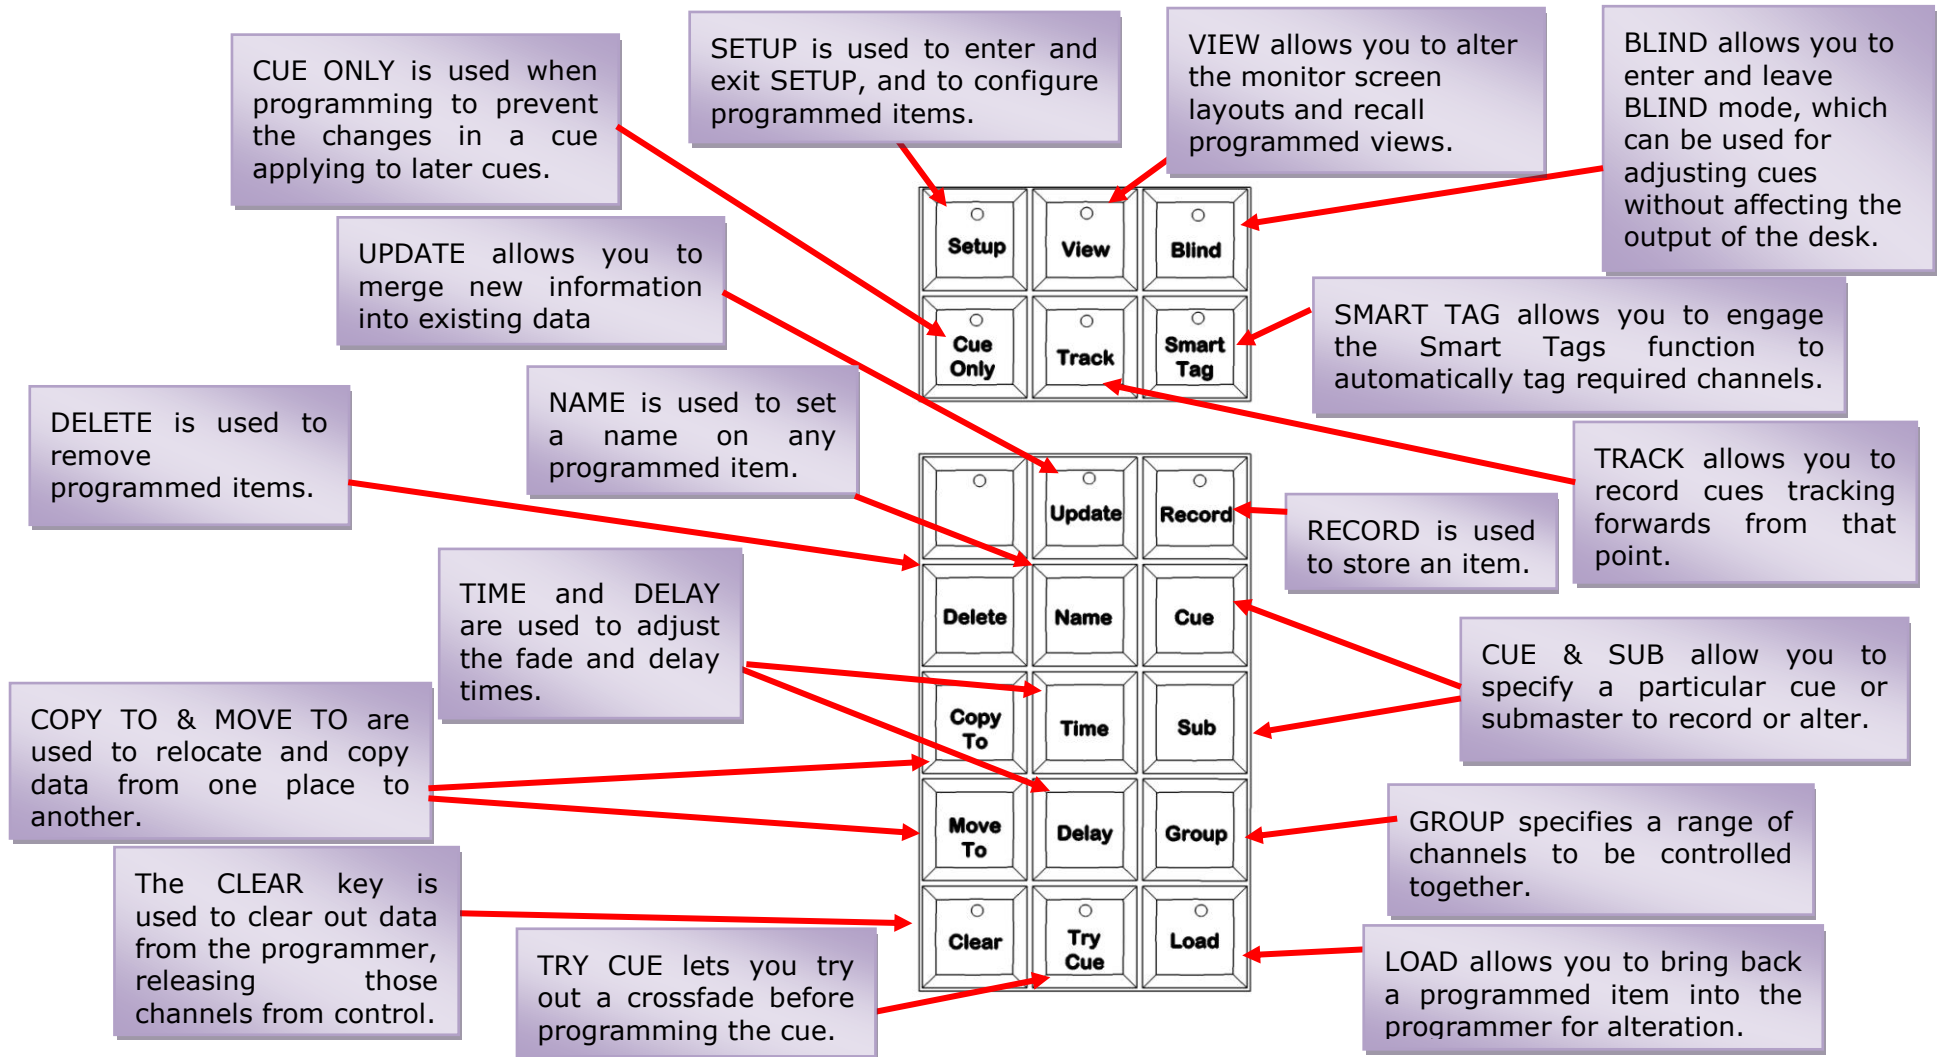 CUE ONLY is used when
programming to prevent
the changes in a cue
applying to later cues.
SETUP is used to enter and
exit SETUP, and to configure
programmed items.
VIEW allows you to alter
the monitor screen
layouts and recall
programmed views.
BLIND allows you to
enter and leave
BLIND mode, which
can be used for
adjusting cues
without affecting the
output of the desk.
UPDATE allows you to
merge new information
into existing data
SMART TAG allows you to engage
the Smart Tags function to
automatically tag required channels.
DELETE is used to
remove
programmed items.
NAME is used to set
a name on any
programmed item.
TRACK allows you to
record cues tracking
forwards from that
point.
RECORD is used
to store an item.
TIME and DELAY
are used to adjust
the fade and delay
times.
CUE & SUB allow you to
specify a particular cue or
submaster to record or alter.
COPY TO & MOVE TO are
used to relocate and copy
data from one place to
another.
GROUP specifies a range of
channels to be controlled
together.
The CLEAR key is
used to clear out data
from the programmer,
releasing those
channels from control.
TRY CUE lets you try
out a crossfade before
programming the cue.
LOAD allows you to bring back
a programmed item into the
programmer for alteration.
Setup
View
Blind
Cue
Only
Track
Smart
Tag
Update
Record
Delete
Name
Cue
Copy
To
Time
Sub
Move
To
Delay
Group
Clear
Try
Cue
Load